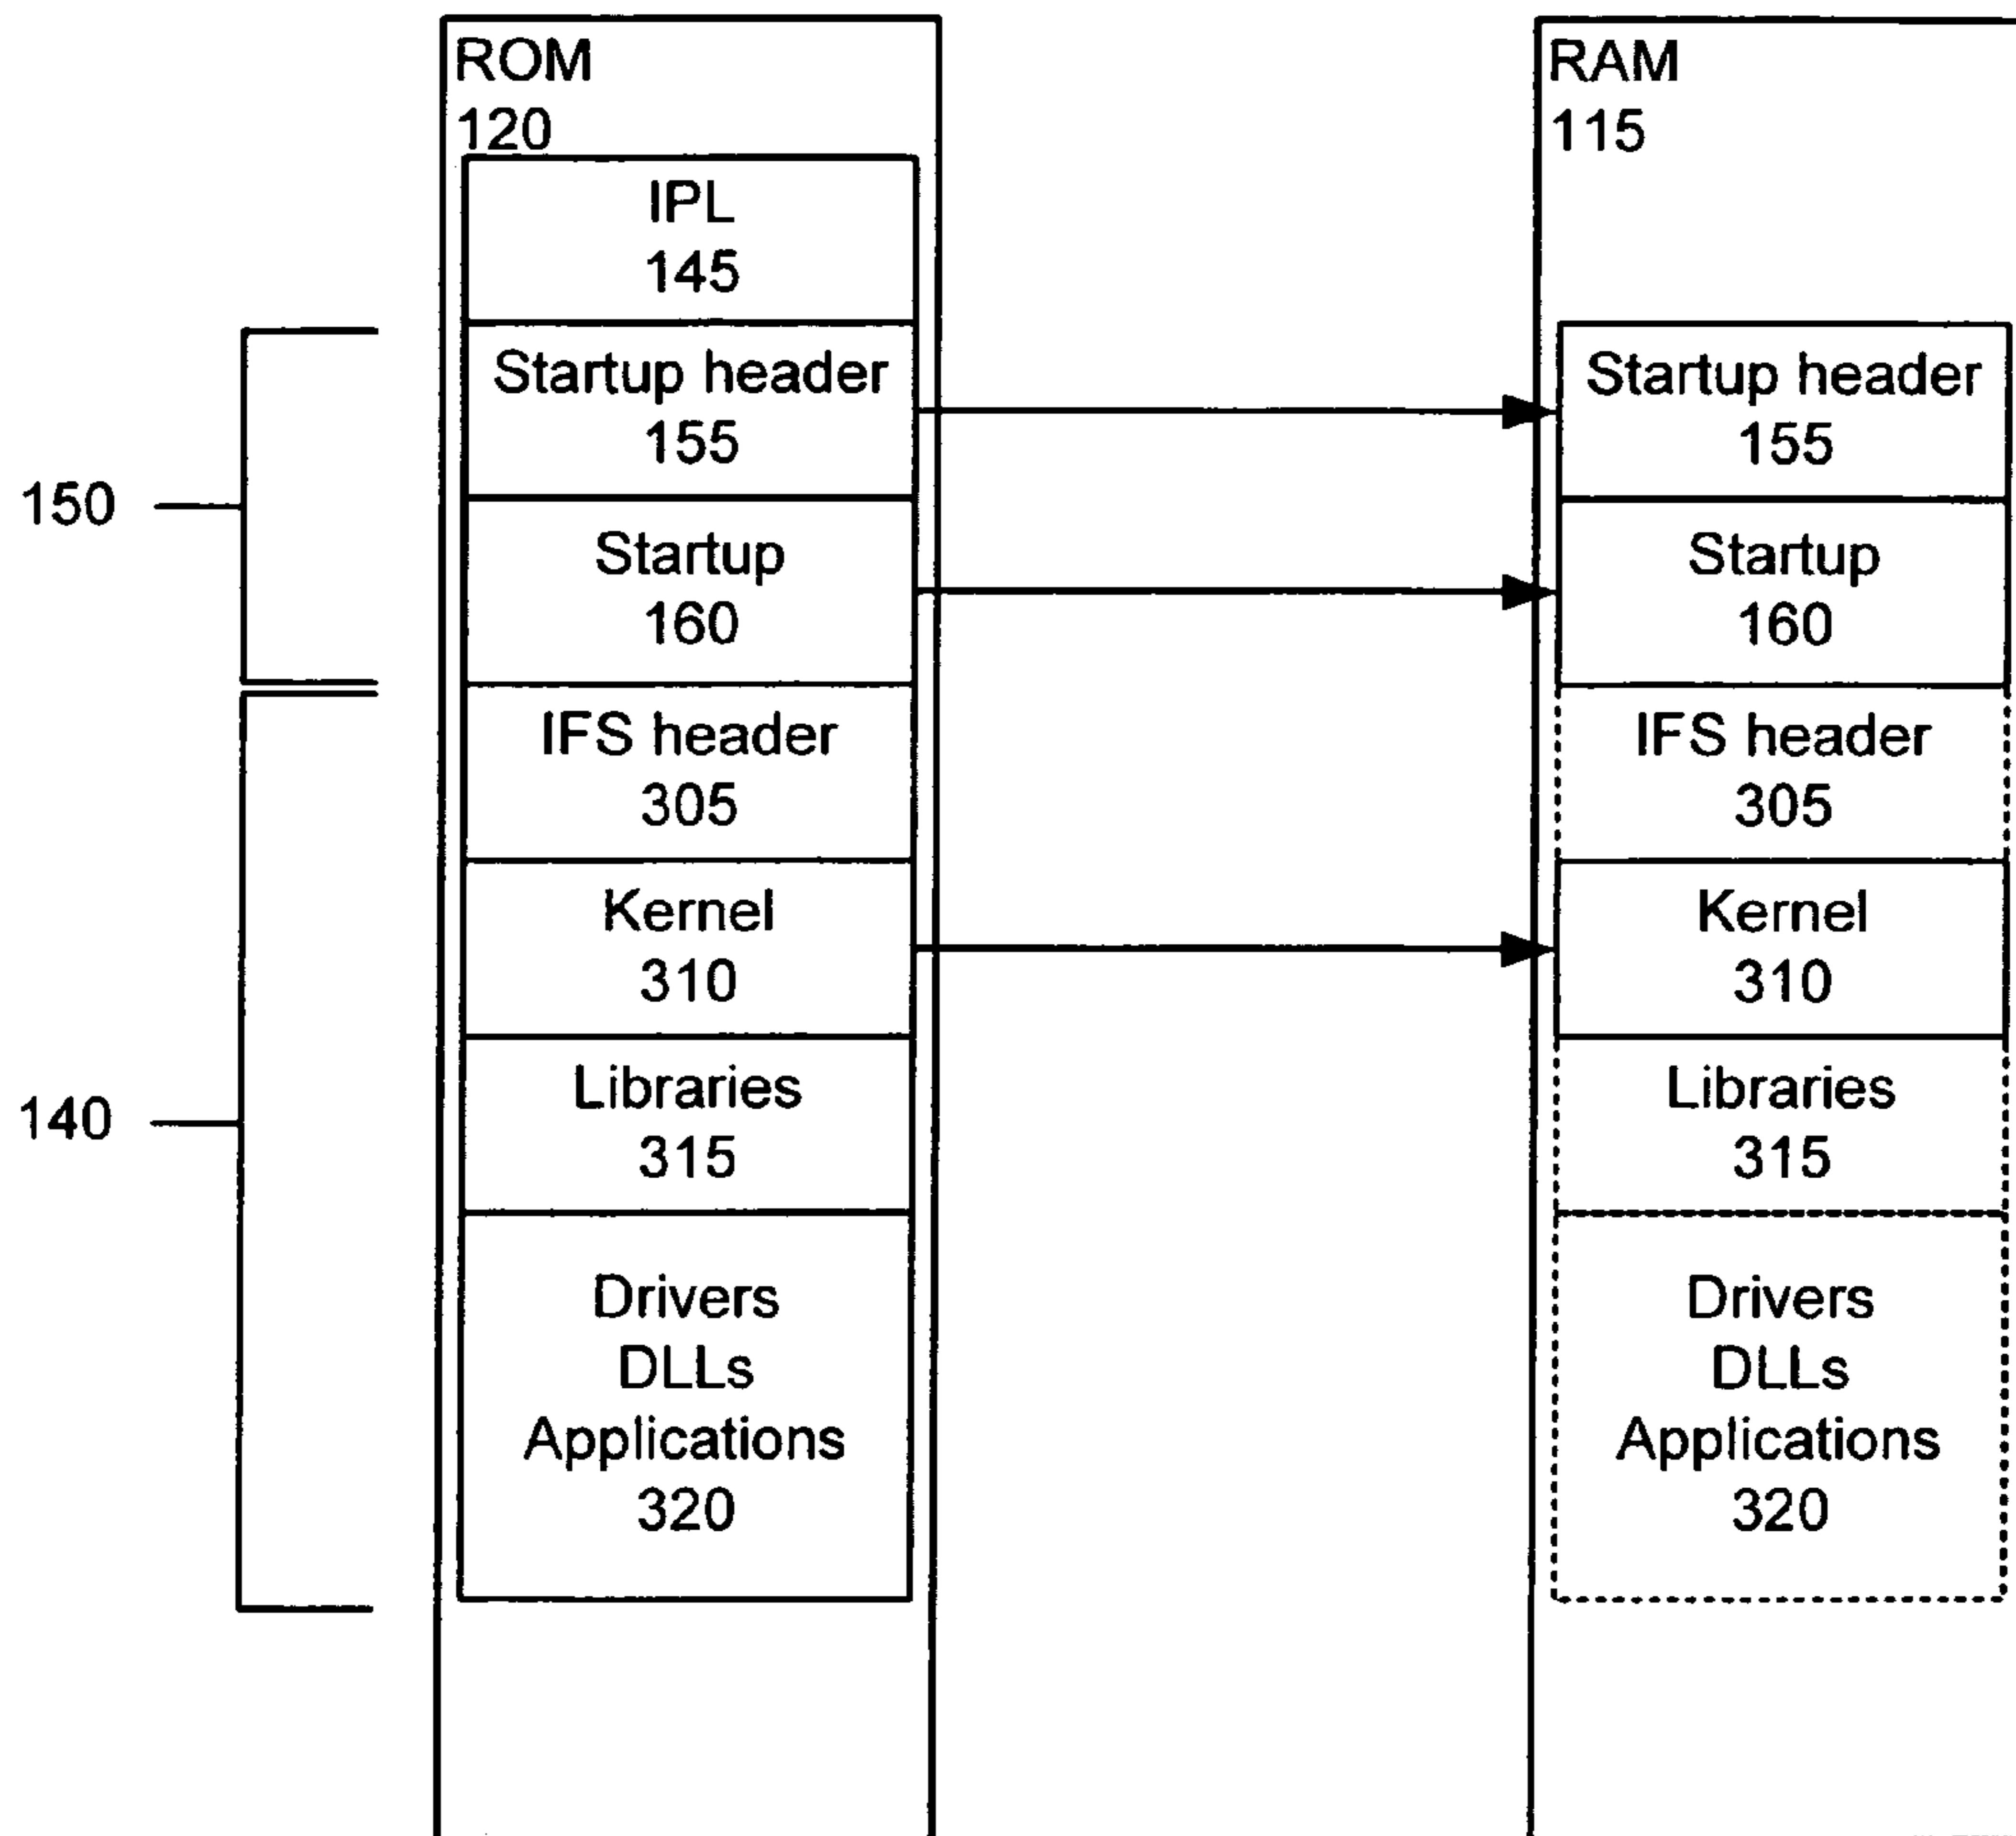 ROM
120
IPL
145
Startup header
155
Startup
160
IFS header
305
Kernel
310
Libraries
315
Drivers
DLLs
Applications
320
150
140
RAM
115
Startup header
155
Startup
160
IFS header
305
Kernel
310
Libraries
315
Drivers
DLLs
Applications
320